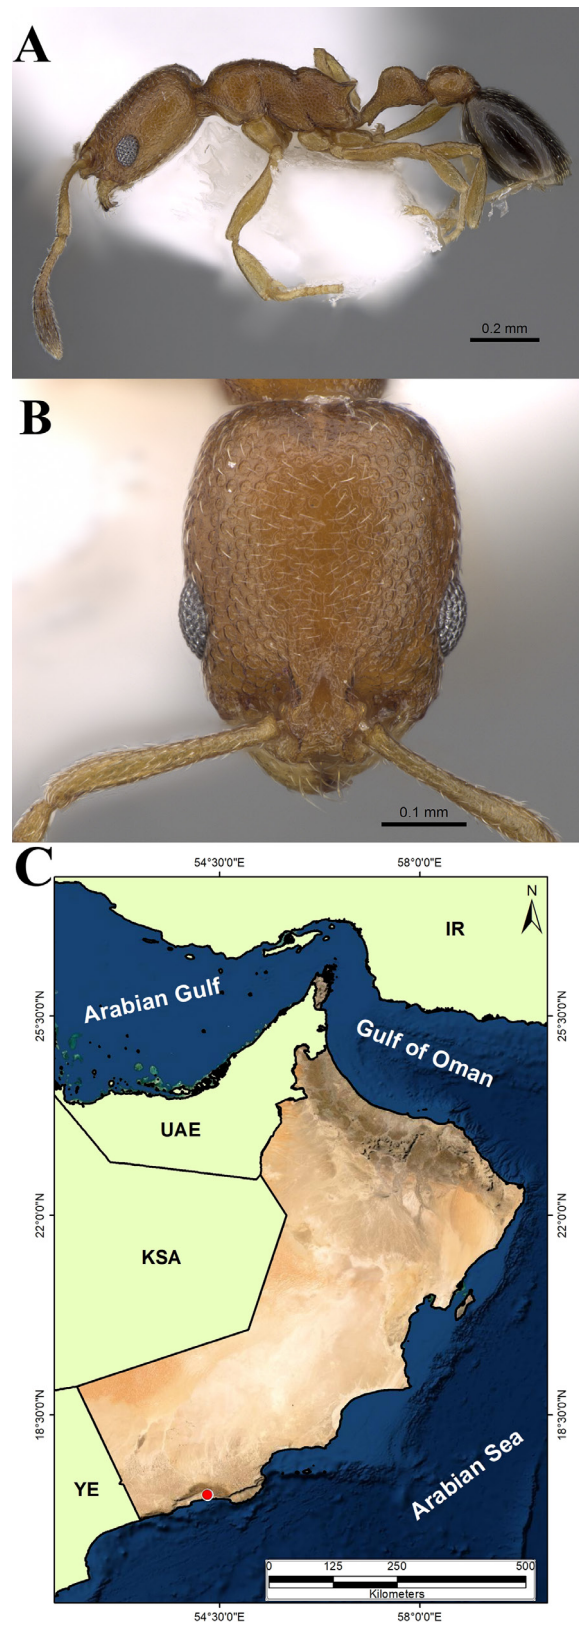 A
0.2 mm
B
0.1 mm
C
54°30'0"E
58°0'0"E
N
IR
Arabian Gulf
Gulf of Oman
25°30'0"N
25°30'0"N
UAE
22°0'0"N
22°0'0"N
KSA
18°30'0"N
18°30'0"N
YE
Arabian Sea
0 125 250 500
Kilometers
54°30'0"E
58°0'0"E